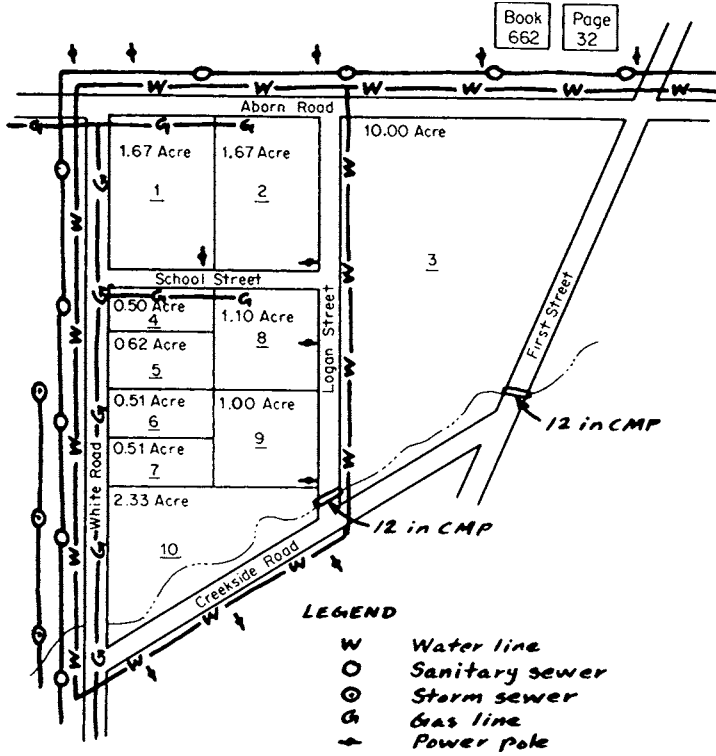 Book
662
Page
32
W W W W W W
Aborn Road
G G G
10.00 Acre
1.67 Acre
1
1.67 Acre
2
3
School Street
G G G
0.50 Acre
4
1.10 Acre
8
0.62 Acre
5
0.51 Acre
6
1.00 Acre
9
0.51 Acre
7
2.33 Acre
10
White Road
Logan Street
First Street
Creekside Road
12 in CMP
12 in CMP
W W W
LEGEND
W Water line
Sanitary sewer
Storm sewer
G Gas line
Power pole